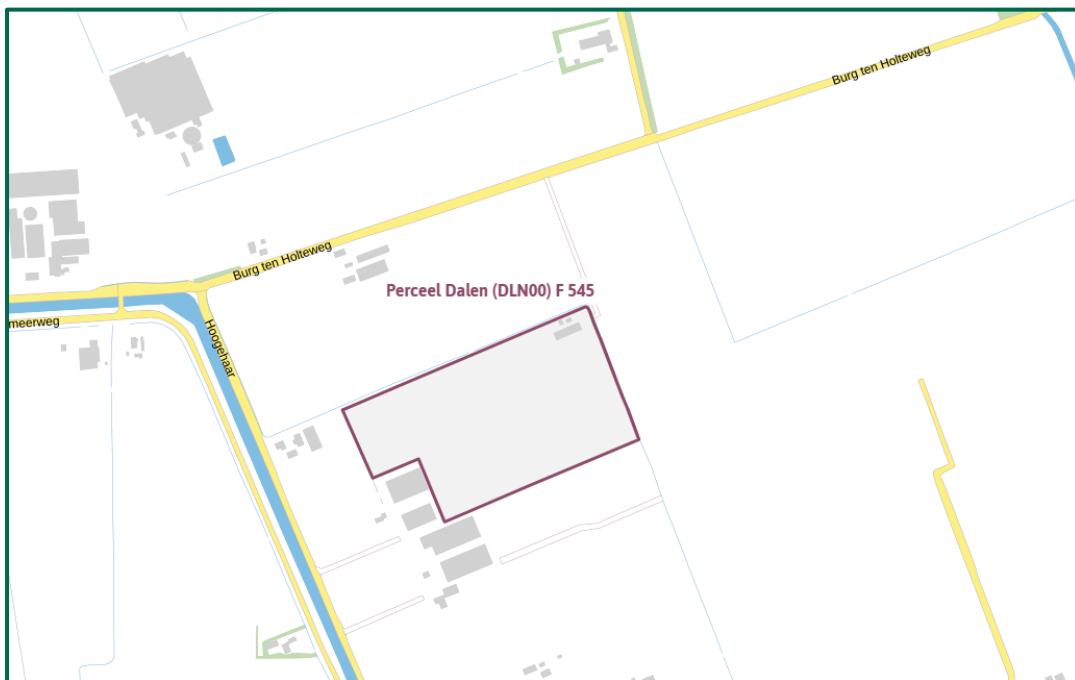 Burg ten Holteweg
Burg ten Holteweg
Perceel Dalen (DLN00) F 545
meerweg
Hoogehaar